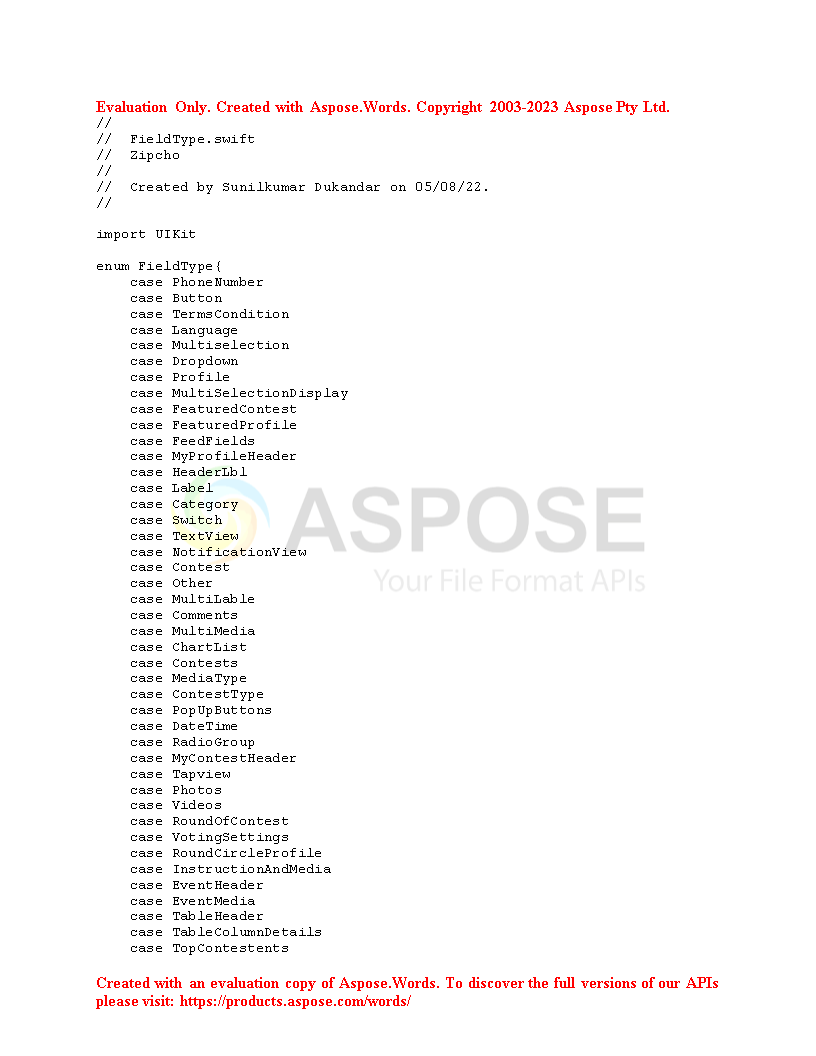 Evaluation Only. Created with Aspose.Words. Copyright 2003-2023 Aspose Pty Ltd.
//
//  FieldType.swift
//  Zipcho
//
//  Created by Sunilkumar Dukandar on 05/08/22.
//
import UIKit
enum FieldType{
    case PhoneNumber
    case Button
    case TermsCondition
    case Language
    case Multiselection
    case Dropdown
    case Profile
    case MultiSelectionDisplay
    case FeaturedContest
    case FeaturedProfile
    case FeedFields
    case MyProfileHeader
    case HeaderLbl
    case Label
    case Category
    case Switch
    case TextView
    case NotificationView
    case Contest
    case Other
    case MultiLable
    case Comments
    case MultiMedia
    case ChartList
    case Contests
    case MediaType
    case ContestType
    case PopUpButtons
    case DateTime
    case RadioGroup
    case MyContestHeader
    case Tapview
    case Photos
    case Videos
    case RoundOfContest
    case VotingSettings
    case RoundCircleProfile
    case InstructionAndMedia
    case EventHeader
    case EventMedia
    case TableHeader
    case TableColumnDetails
    case TopContestents
ASPOSE
Your File Format APIs
Created with an evaluation copy of Aspose.Words. To discover the full versions of our APIs
please visit: https://products.aspose.com/words/